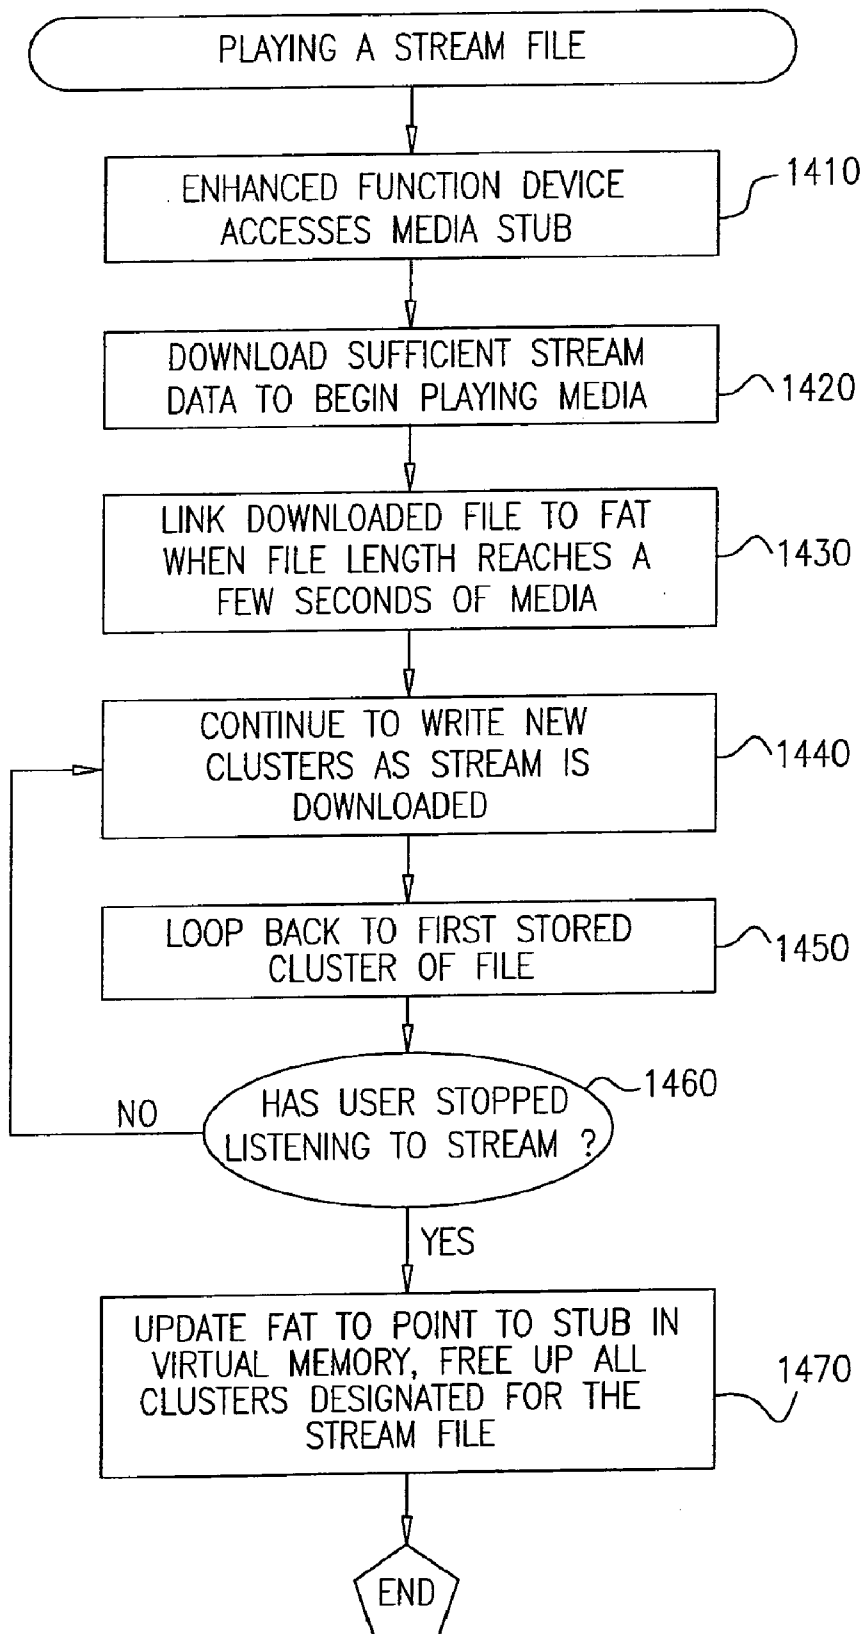 PLAYING A STREAM FILE
ENHANCED FUNCTION DEVICE
ACCESSES MEDIA STUB
1410
DOWNLOAD SUFFICIENT STREAM
DATA TO BEGIN PLAYING MEDIA
1420
LINK DOWNLOADED FILE TO FAT
WHEN FILE LENGTH REACHES A
FEW SECONDS OF MEDIA
1430
CONTINUE TO WRITE NEW
CLUSTERS AS STREAM IS
DOWNLOADED
1440
LOOP BACK TO FIRST STORED
CLUSTER OF FILE
1450
HAS USER STOPPED
LISTENING TO STREAM ?
1460
NO
YES
UPDATE FAT TO POINT TO STUB IN
VIRTUAL MEMORY, FREE UP ALL
CLUSTERS DESIGNATED FOR THE
STREAM FILE
1470
END